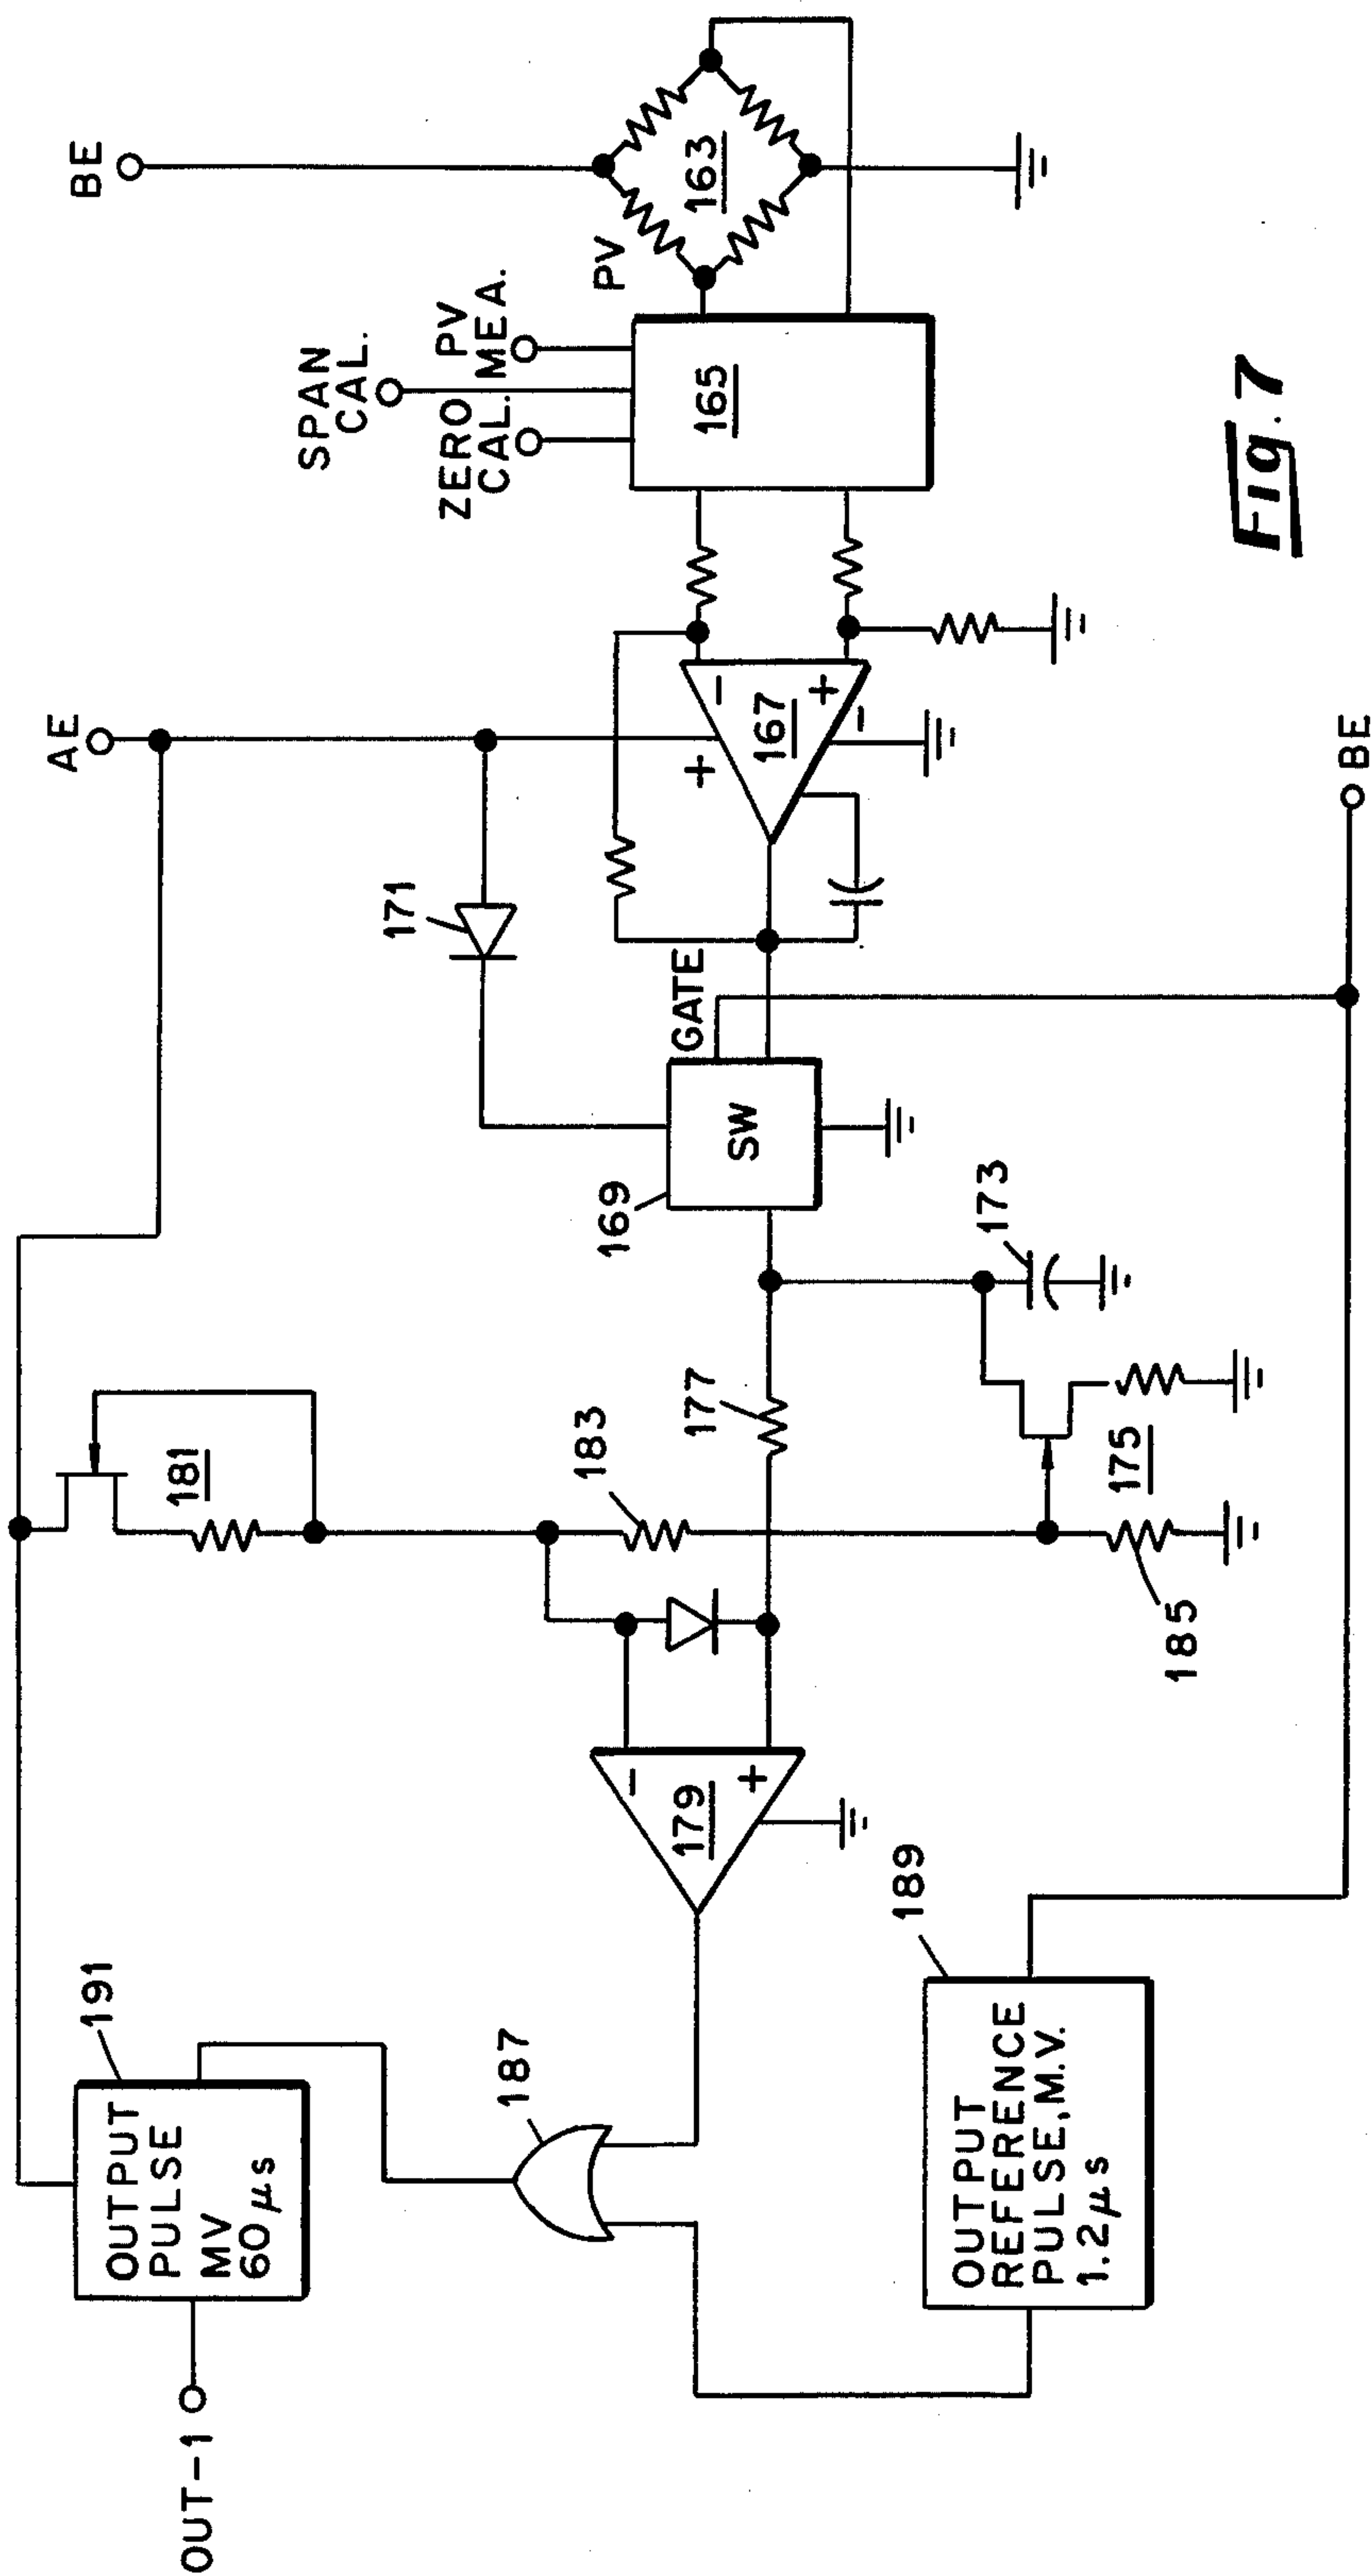 BE
AE
SPAN
CAL.
ZERO
CAL.
PV
MEA.
PV
163
165
167
+
-
+
-
171
GATE
SW
169
173
175
177
181
183
185
179
-
+
BE
187
189
OUTPUT
REFERENCE
PULSE, M.V.
1.2 μs
191
OUTPUT
PULSE
MV
60 μs
OUT-1
Fig. 7